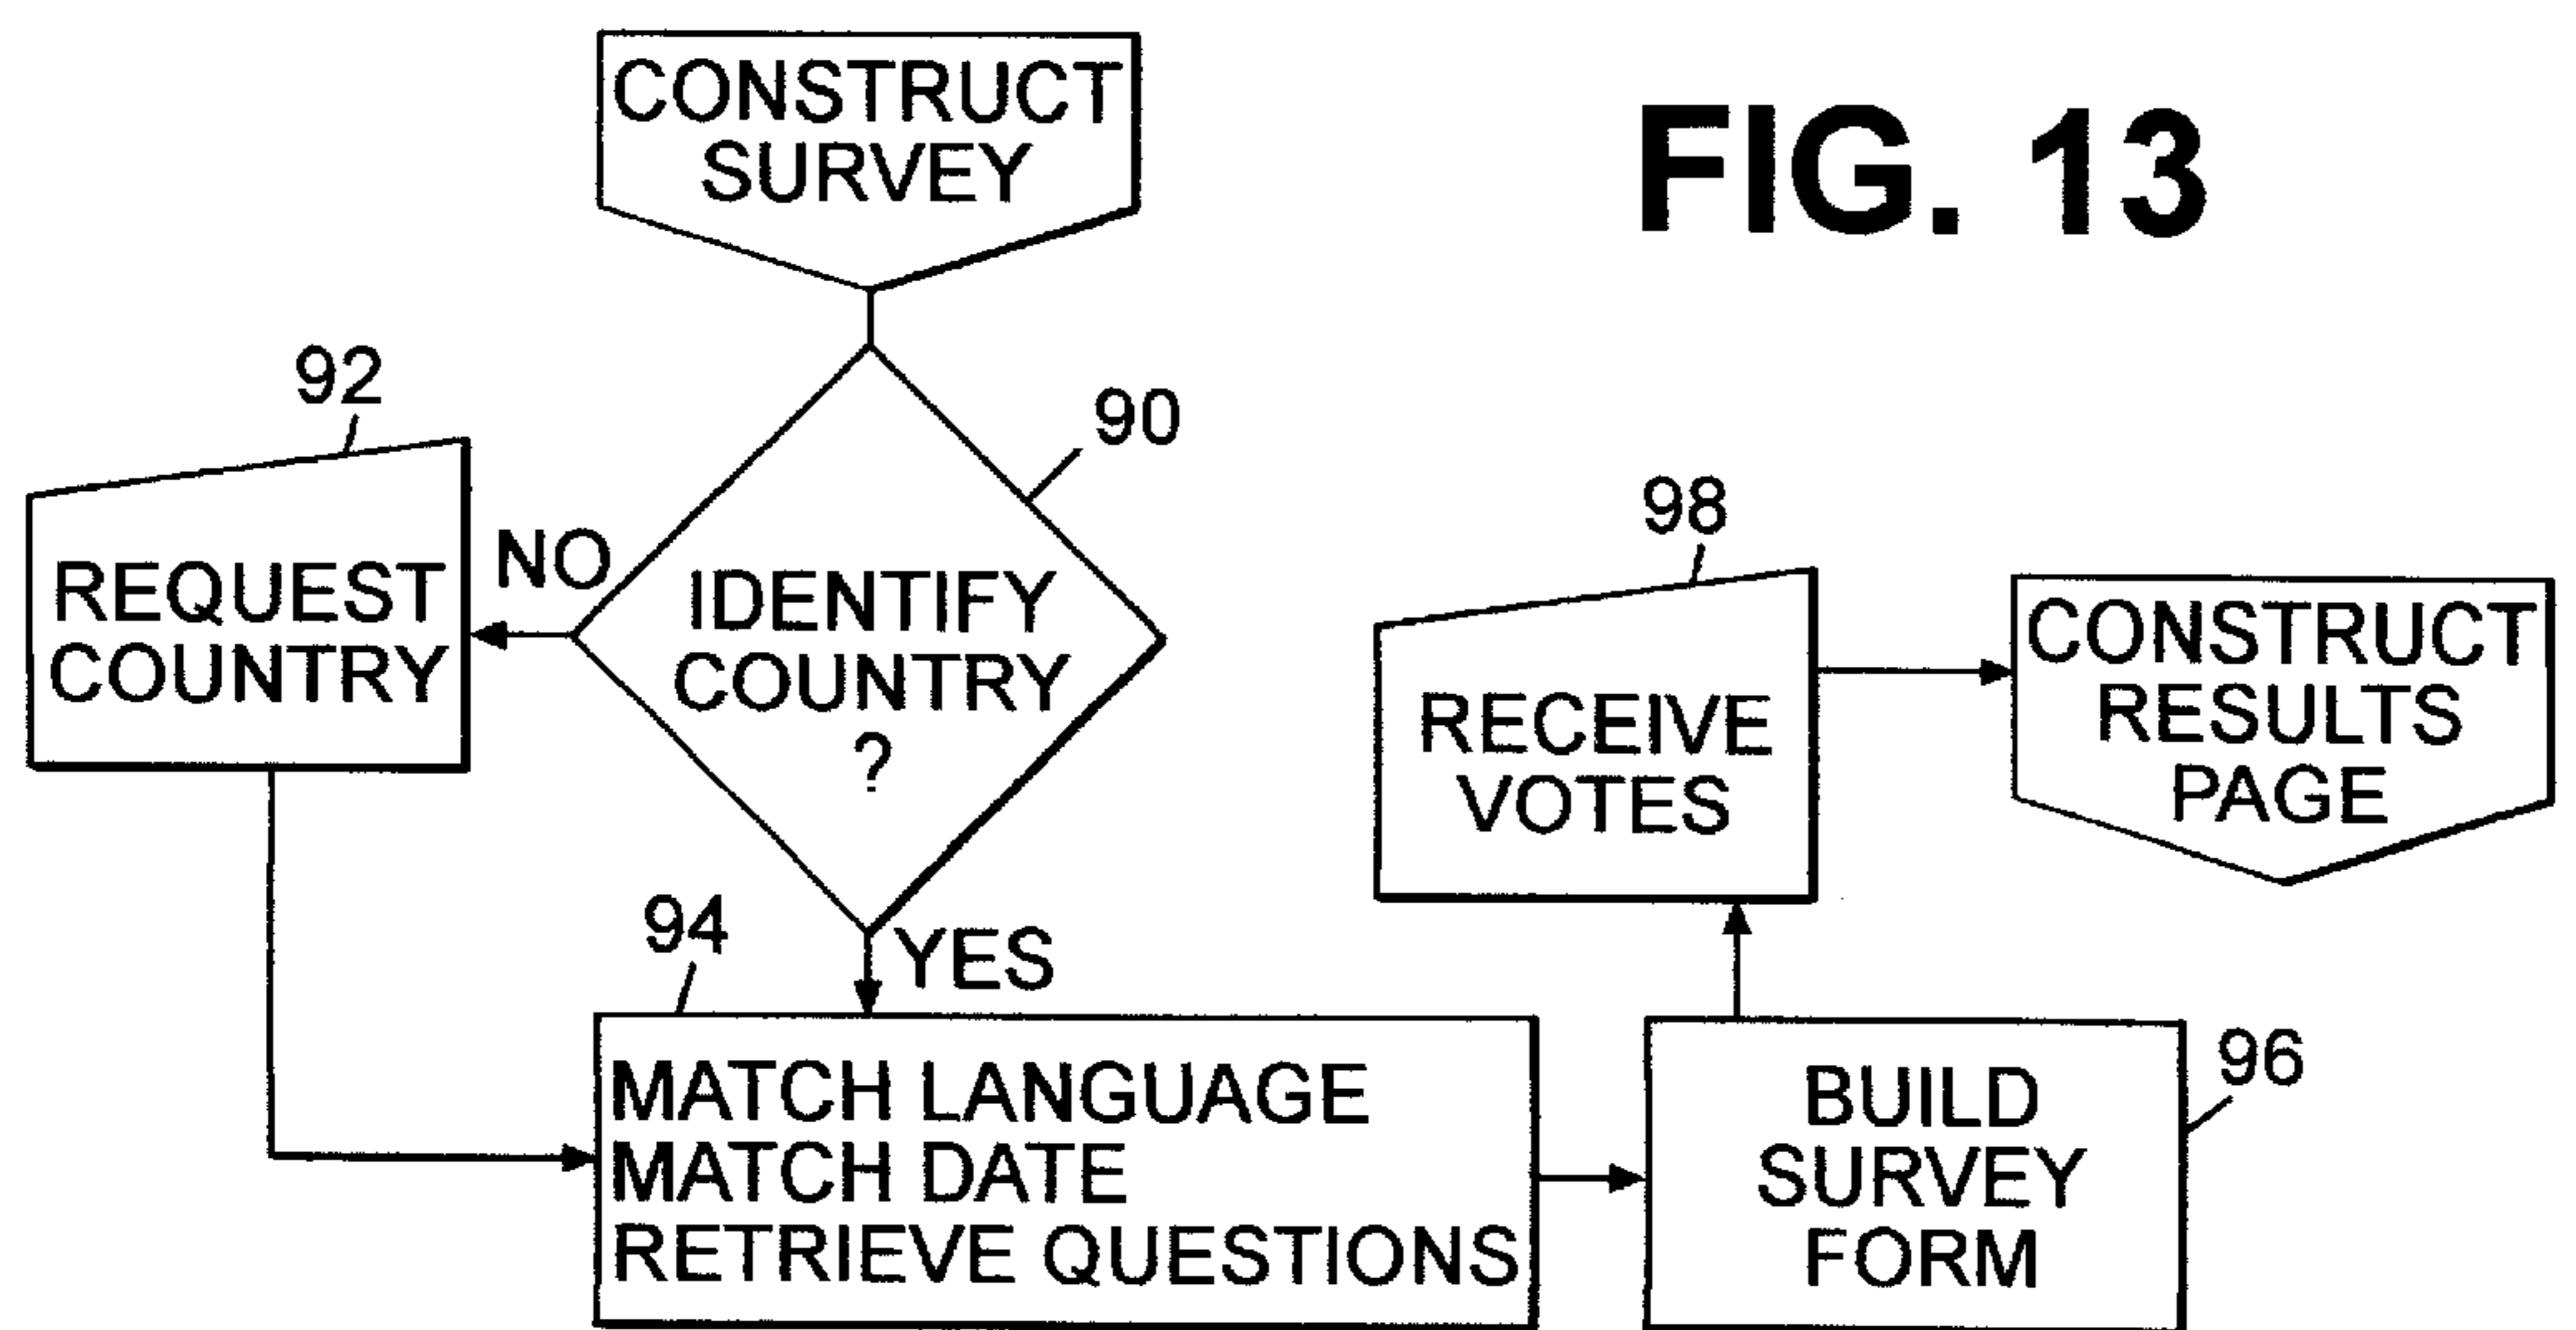 CONSTRUCT
SURVEY
FIG. 13
92
90
REQUEST
COUNTRY
NO
IDENTIFY
COUNTRY
?
YES
94
MATCH LANGUAGE
MATCH DATE
RETRIEVE QUESTIONS
BUILD
SURVEY
FORM
96
98
RECEIVE
VOTES
CONSTRUCT
RESULTS
PAGE